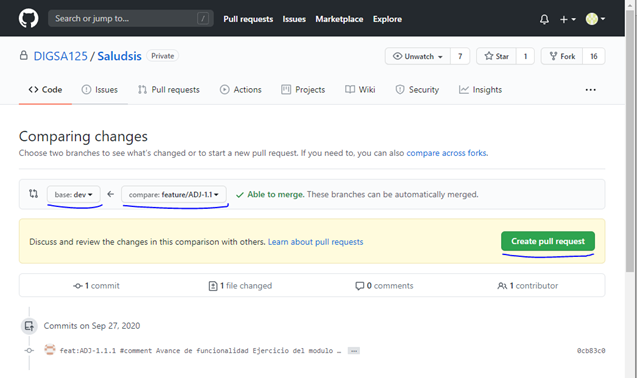 Search or jump to... / Pull requests Issues Marketplace Explore
DIGSA125 / Saludsis Private Unwatch 7 Star 1 Fork 16
Code Issues Pull requests Actions Projects Wiki Security Insights ...
Comparing changes
Choose two branches to see what's changed or to start a new pull request. If you need to, you can also compare across forks.
base: dev compare: feature/ADJ-1.1 Able to merge. These branches can be automatically merged.
Discuss and review the changes in this comparison with others. Learn about pull requests Create pull request
1 commit 1 file changed 0 comments 1 contributor
Commits on Sep 27, 2020
feat:ADJ-1.1.1 #comment Avance de funcionalidad Ejercicio del modulo … ... 0cb83c0